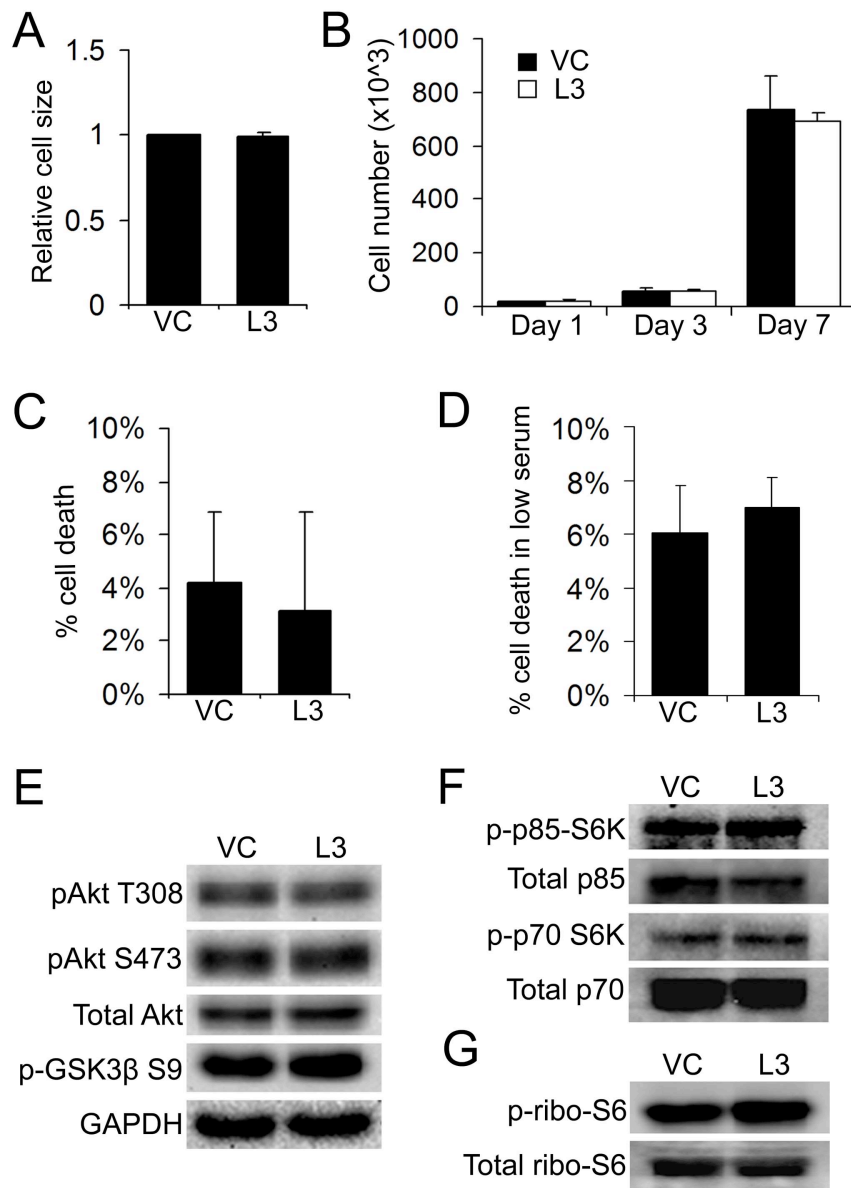 A
Relative cell size
1.5
1
0.5
0
VC L3
B
Cell number (x10^3)
1000
800
600
400
200
0
VC
L3
Day 1 Day 3 Day 7
C
% cell death
10%
8%
6%
4%
2%
0%
VC L3
D
% cell death in low serum
10%
8%
6%
4%
2%
0%
VC L3
E
VC L3
pAkt T308
pAkt S473
Total Akt
p-GSK3β S9
GAPDH
F
VC L3
p-p85-S6K
Total p85
p-p70 S6K
Total p70
G
VC L3
p-ribo-S6
Total ribo-S6